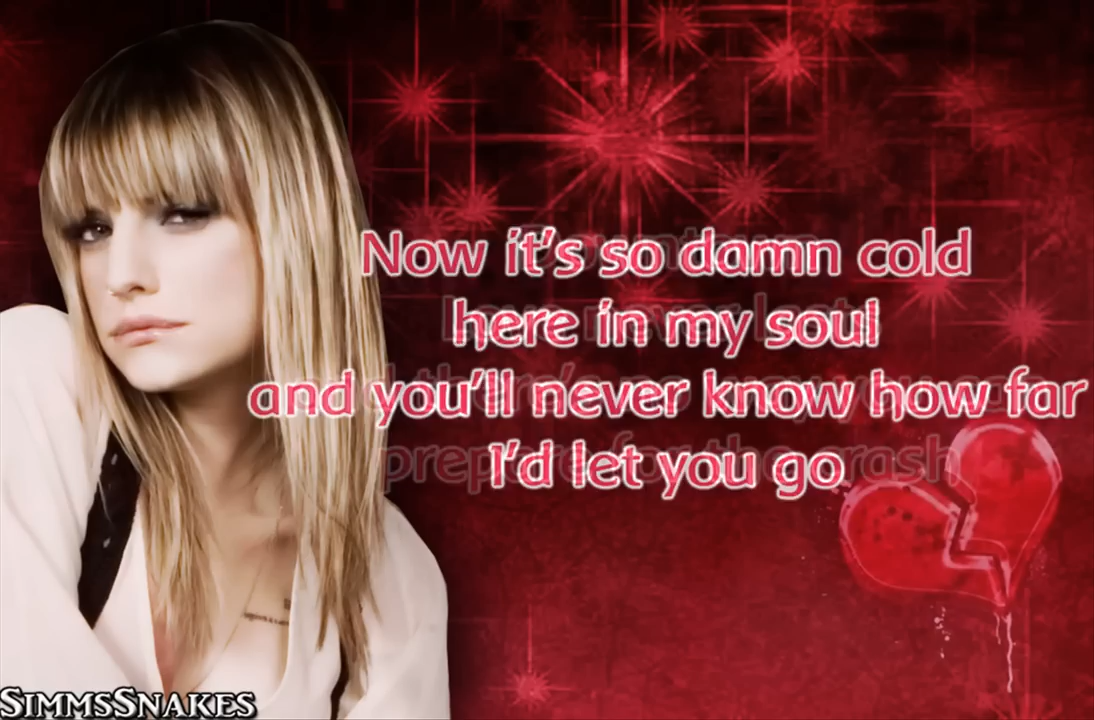 Now it's so damn cold
here in my soul
and you'll never know how far
I'd let you go
SimmsSnakes